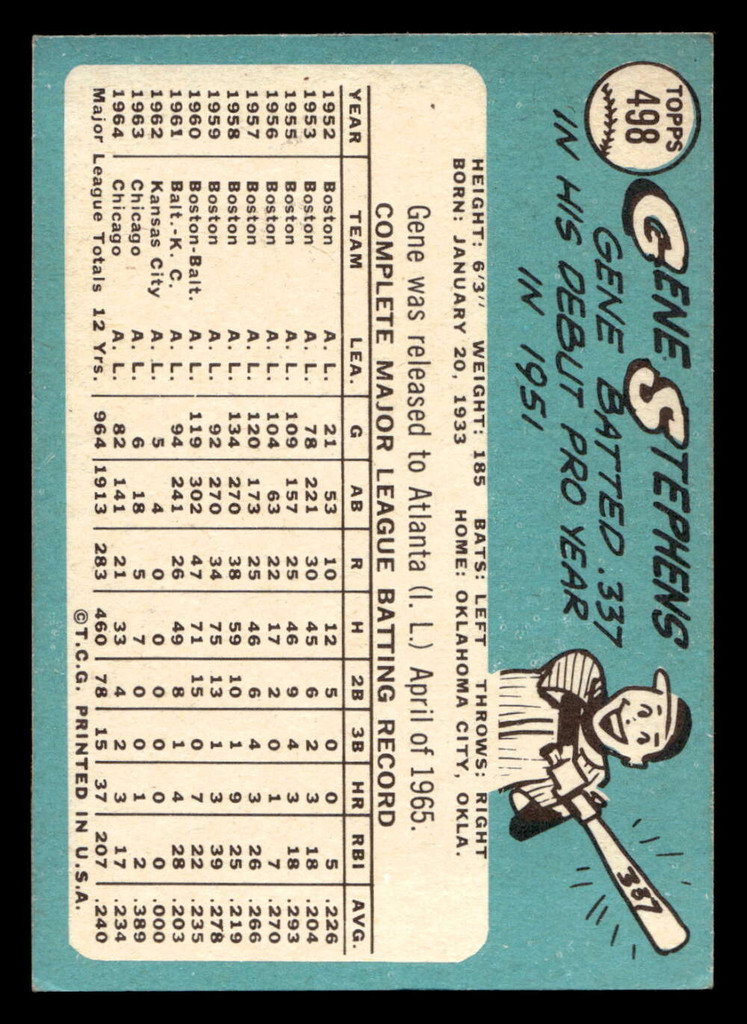 TOPPS
498
GENE STEPHENS
GENE BATTED .337
IN HIS DEBUT PRO YEAR
IN 1951
337
HEIGHT: 6'3" WEIGHT: 185 BATS: LEFT THROWS: RIGHT
BORN: JANUARY 20, 1933 HOME: OKLAHOMA CITY, OKLA.
Gene was released to Atlanta (I. L.) April of 1965.
COMPLETE MAJOR LEAGUE BATTING RECORD
YEAR TEAM LEA. G AB R H 2B 3B HR RBI AVG.
1952 Boston A. L. 21 53 10 12 5 0 0 5 .226
1953 Boston A. L. 78 221 30 45 6 2 3 18 .204
1955 Boston A. L. 109 157 25 46 9 4 3 18 .293
1956 Boston A. L. 104 63 22 17 2 0 1 7 .270
1957 Boston A. L. 120 173 25 46 6 4 3 26 .266
1958 Boston A. L. 134 270 38 59 10 1 9 25 .219
1959 Boston A. L. 92 270 34 75 13 1 3 39 .278
1960 Boston-Balt. A. L. 119 302 47 71 15 0 7 22 .235
1961 Balt.-K. C. A. L. 94 241 26 49 8 1 4 28 .203
1962 Kansas City A. L. 5 4 0 0 0 0 0 0 .000
1963 Chicago A. L. 6 18 5 7 0 0 1 2 .389
1964 Chicago A. L. 82 141 21 33 4 2 3 17 .234
Major League Totals 12 Yrs. 964 1913 283 460 78 15 37 207 .240
©T.C.G. PRINTED IN U.S.A.